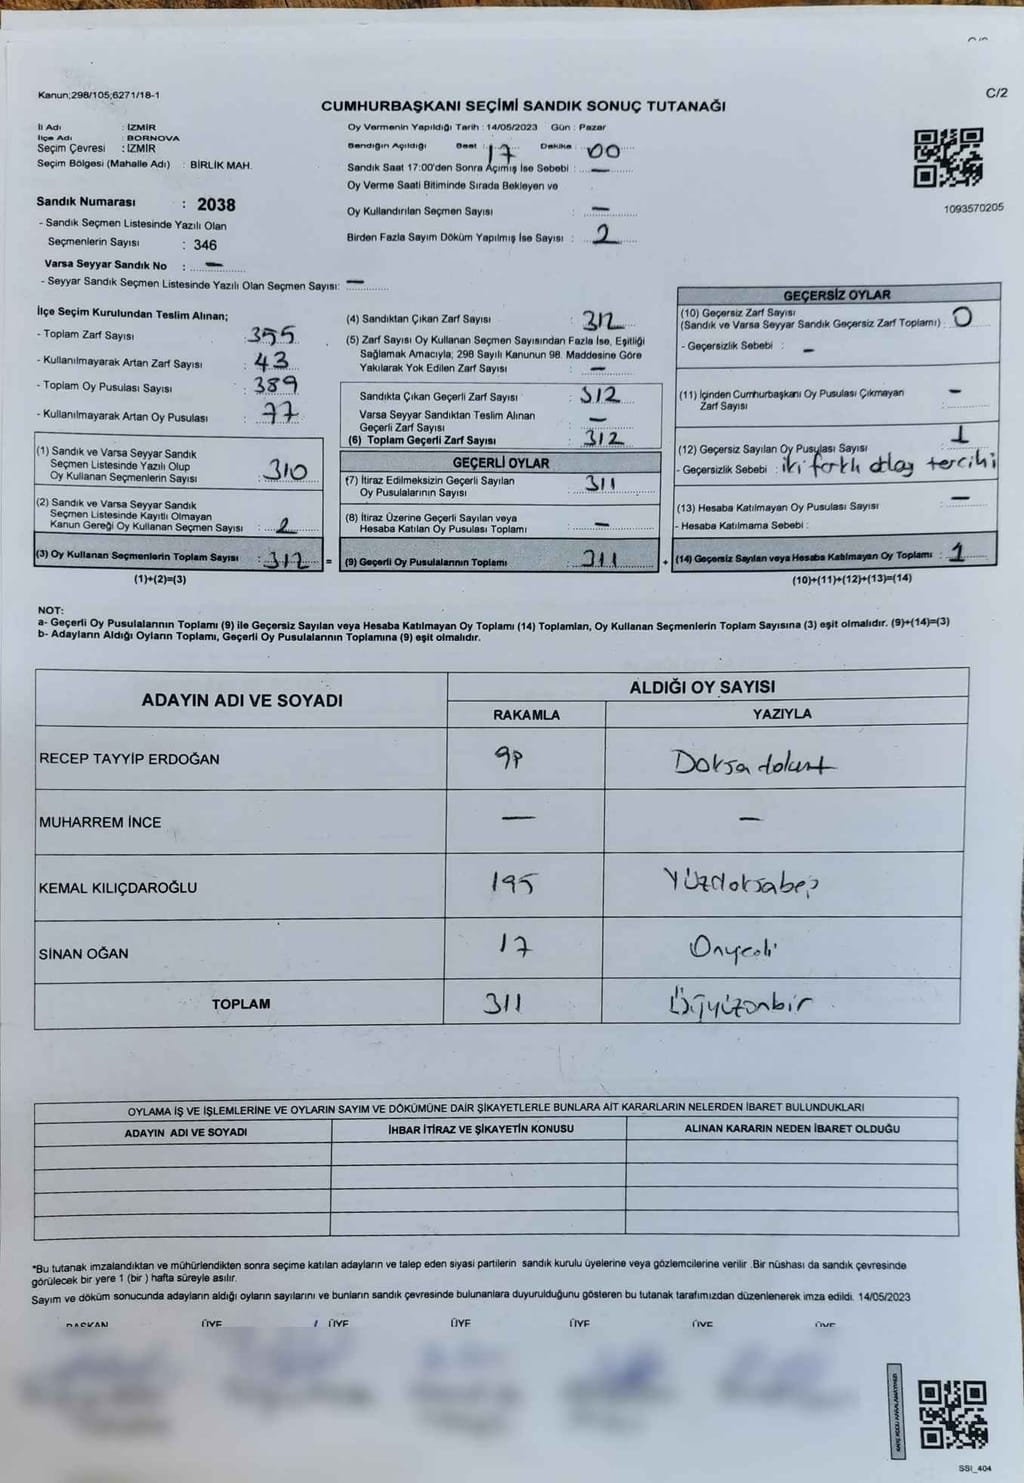 Kanun;298/105;6271/18-1
C/2
CUMHURBAŞKANI SEÇİMİ SANDIK SONUÇ TUTANAĞI
İl Adı : İZMİR
İlçe Adı : BORNOVA
Seçim Çevresi : İZMİR
Seçim Bölgesi (Mahalle Adı) : BİRLİK MAH.
Oy Vermenin Yapıldığı Tarih : 14/05/2023 Gün : Pazar
Sandığın Açıldığı Saat : 17 Dakika : 00
Sandık Saat 17:00'den Sonra Açılmış İse Sebebi : —
Oy Verme Saati Bitiminde Sırada Bekleyen ve
Oy Kullandırılan Seçmen Sayısı : —
Birden Fazla Sayım Döküm Yapılmış İse Sayısı : 2
1093570205
Sandık Numarası : 2038
- Sandık Seçmen Listesinde Yazılı Olan
Seçmenlerin Sayısı : 346
Varsa Seyyar Sandık No : —
- Seyyar Sandık Seçmen Listesinde Yazılı Olan Seçmen Sayısı: —
İlçe Seçim Kurulundan Teslim Alınan;
- Toplam Zarf Sayısı : 355
- Kullanılmayarak Artan Zarf Sayısı : 43
- Toplam Oy Pusulası Sayısı : 389
- Kullanılmayarak Artan Oy Pusulası : 77
(1) Sandık ve Varsa Seyyar Sandık
Seçmen Listesinde Yazılı Olup
Oy Kullanan Seçmenlerin Sayısı : 310
(2) Sandık ve Varsa Seyyar Sandık
Seçmen Listesinde Kayıtlı Olmayan
Kanun Gereği Oy Kullanan Seçmen Sayısı : 2
(3) Oy Kullanan Seçmenlerin Toplam Sayısı : 312 =
(1)+(2)=(3)
(4) Sandıktan Çıkan Zarf Sayısı : 312
(5) Zarf Sayısı Oy Kullanan Seçmen Sayısından Fazla İse, Eşitliği
Sağlamak Amacıyla; 298 Sayılı Kanunun 98. Maddesine Göre
Yakılarak Yok Edilen Zarf Sayısı : —
Sandıkta Çıkan Geçerli Zarf Sayısı : 312
Varsa Seyyar Sandıktan Teslim Alınan
Geçerli Zarf Sayısı : —
(6) Toplam Geçerli Zarf Sayısı : 312
GEÇERLİ OYLAR
(7) İtiraz Edilmeksizin Geçerli Sayılan
Oy Pusulalarının Sayısı : 311
(8) İtiraz Üzerine Geçerli Sayılan veya
Hesaba Katılan Oy Pusulası Toplamı : —
(9) Geçerli Oy Pusulalarının Toplamı : 311 +
GEÇERSİZ OYLAR
(10) Geçersiz Zarf Sayısı
(Sandık ve Varsa Seyyar Sandık Geçersiz Zarf Toplamı) : 0
- Geçersizlik Sebebi : —
(11) İçinden Cumhurbaşkanı Oy Pusulası Çıkmayan
Zarf Sayısı : —
(12) Geçersiz Sayılan Oy Pusulası Sayısı : 1
- Geçersizlik Sebebi : iki farklı aday tercihi
(13) Hesaba Katılmayan Oy Pusulası Sayısı : —
- Hesaba Katılmama Sebebi :
(14) Geçersiz Sayılan veya Hesaba Katılmayan Oy Toplamı : 1
(10)+(11)+(12)+(13)=(14)
NOT:
a- Geçerli Oy Pusulalarının Toplamı (9) ile Geçersiz Sayılan veya Hesaba Katılmayan Oy Toplamı (14) Toplamları, Oy Kullanan Seçmenlerin Toplam Sayısına (3) eşit olmalıdır. (9)+(14)=(3)
b- Adayların Aldığı Oyların Toplamı, Geçerli Oy Pusulalarının Toplamına (9) eşit olmalıdır.
ADAYIN ADI VE SOYADI
ALDIĞI OY SAYISI
RAKAMLA YAZIYLA
RECEP TAYYİP ERDOĞAN 99 Doksandokuz
MUHARREM İNCE — —
KEMAL KILIÇDAROĞLU 195 Yüzdoksabeş
SİNAN OĞAN 17 Onyedi
TOPLAM 311 Üçyüzonbir
OYLAMA İŞ VE İŞLEMLERİNE VE OYLARIN SAYIM VE DÖKÜMÜNE DAİR ŞİKAYETLERLE BUNLARA AİT KARARLARIN NELERDEN İBARET BULUNDUKLARI
ADAYIN ADI VE SOYADI İHBAR İTİRAZ VE ŞİKAYETİN KONUSU ALINAN KARARIN NEDEN İBARET OLDUĞU
*Bu tutanak imzalandıktan ve mühürlendikten sonra seçime katılan adayların ve talep eden siyasi partilerin sandık kurulu üyelerine veya gözlemcilerine verilir .Bir nüshası da sandık çevresinde
görülecek bir yere 1 (bir ) hafta süreyle asılır.
Sayım ve döküm sonucunda adayların aldığı oyların sayılarını ve bunların sandık çevresinde bulunanlara duyurulduğunu gösteren bu tutanak tarafımızdan düzenlenerek imza edildi. 14/05/2023
BAŞKAN ÜYE ÜYE ÜYE ÜYE ÜYE ÜYE
SSI_404